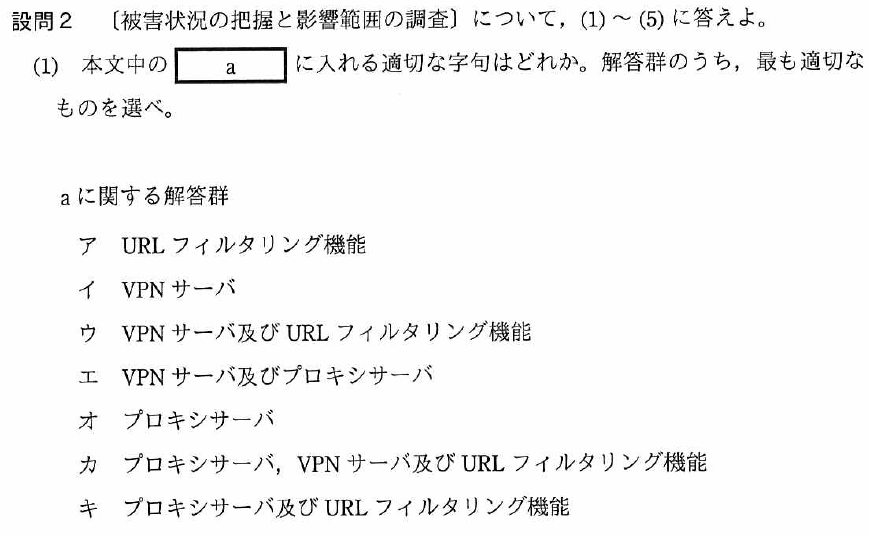 設問2 〔被害状況の把握と影響範囲の調査〕について，(1)～(5)に答えよ。
(1) 本文中の a に入れる適切な字句はどれか。解答群のうち，最も適切な
ものを選べ。
aに関する解答群
ア URLフィルタリング機能
イ VPNサーバ
ウ VPNサーバ及びURLフィルタリング機能
エ VPNサーバ及びプロキシサーバ
オ プロキシサーバ
カ プロキシサーバ，VPNサーバ及びURLフィルタリング機能
キ プロキシサーバ及びURLフィルタリング機能